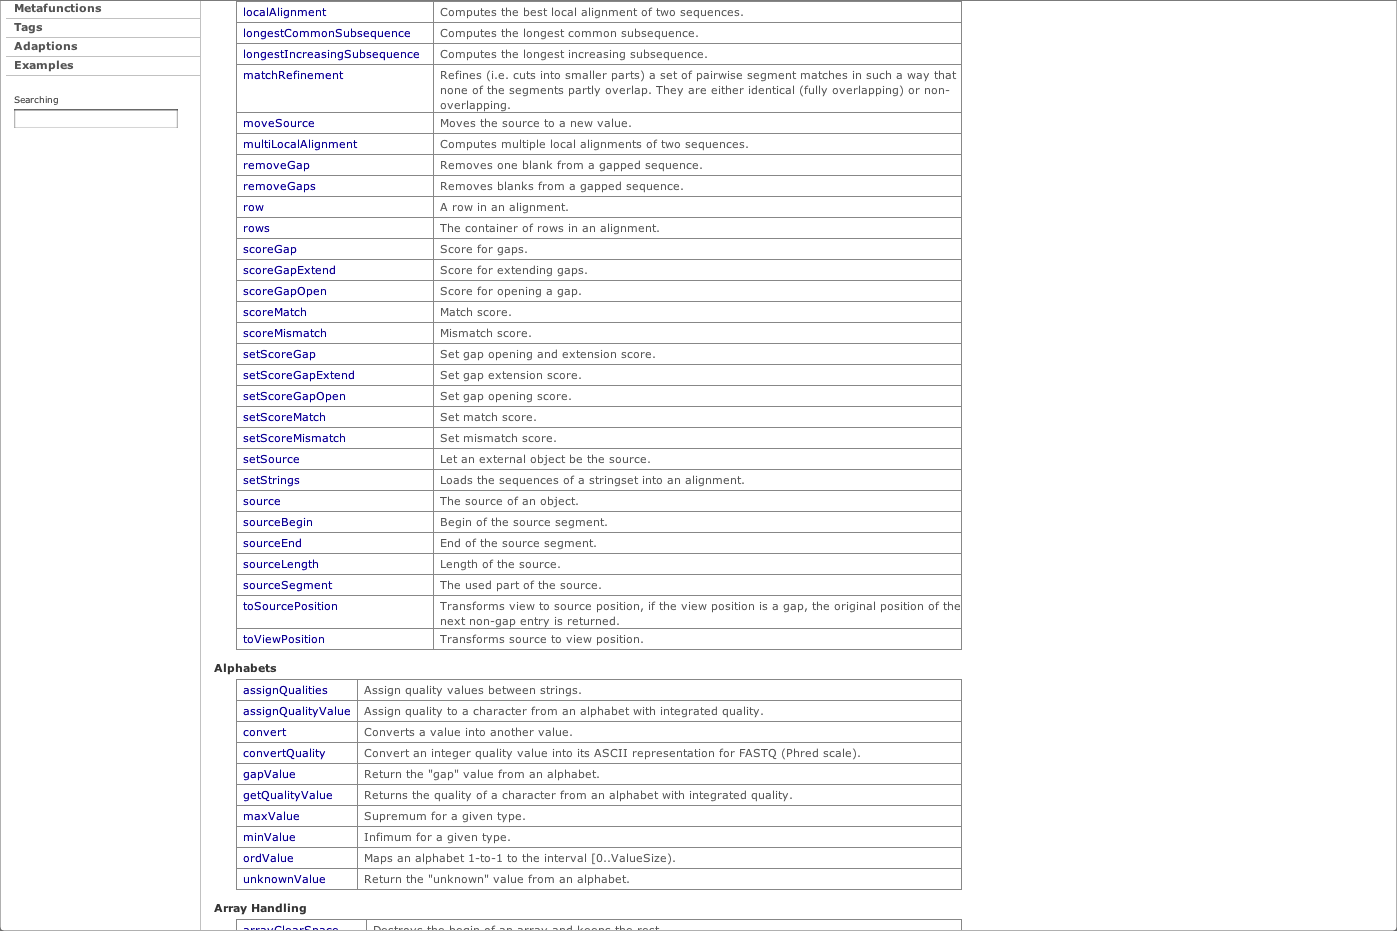 Metafunctions
Tags
Adaptions
Examples
Searching
localAlignment Computes the best local alignment of two sequences.
longestCommonSubsequence Computes the longest common subsequence.
longestIncreasingSubsequence Computes the longest increasing subsequence.
matchRefinement Refines (i.e. cuts into smaller parts) a set of pairwise segment matches in such a way that
none of the segments partly overlap. They are either identical (fully overlapping) or non-
overlapping.
moveSource Moves the source to a new value.
multiLocalAlignment Computes multiple local alignments of two sequences.
removeGap Removes one blank from a gapped sequence.
removeGaps Removes blanks from a gapped sequence.
row A row in an alignment.
rows The container of rows in an alignment.
scoreGap Score for gaps.
scoreGapExtend Score for extending gaps.
scoreGapOpen Score for opening a gap.
scoreMatch Match score.
scoreMismatch Mismatch score.
setScoreGap Set gap opening and extension score.
setScoreGapExtend Set gap extension score.
setScoreGapOpen Set gap opening score.
setScoreMatch Set match score.
setScoreMismatch Set mismatch score.
setSource Let an external object be the source.
setStrings Loads the sequences of a stringset into an alignment.
source The source of an object.
sourceBegin Begin of the source segment.
sourceEnd End of the source segment.
sourceLength Length of the source.
sourceSegment The used part of the source.
toSourcePosition Transforms view to source position, if the view position is a gap, the original position of the
next non-gap entry is returned.
toViewPosition Transforms source to view position.
Alphabets
assignQualities Assign quality values between strings.
assignQualityValue Assign quality to a character from an alphabet with integrated quality.
convert Converts a value into another value.
convertQuality Convert an integer quality value into its ASCII representation for FASTQ (Phred scale).
gapValue Return the "gap" value from an alphabet.
getQualityValue Returns the quality of a character from an alphabet with integrated quality.
maxValue Supremum for a given type.
minValue Infimum for a given type.
ordValue Maps an alphabet 1-to-1 to the interval [0..ValueSize).
unknownValue Return the "unknown" value from an alphabet.
Array Handling
arrayClearSpace Destroys the begin of an array and keeps the rest.